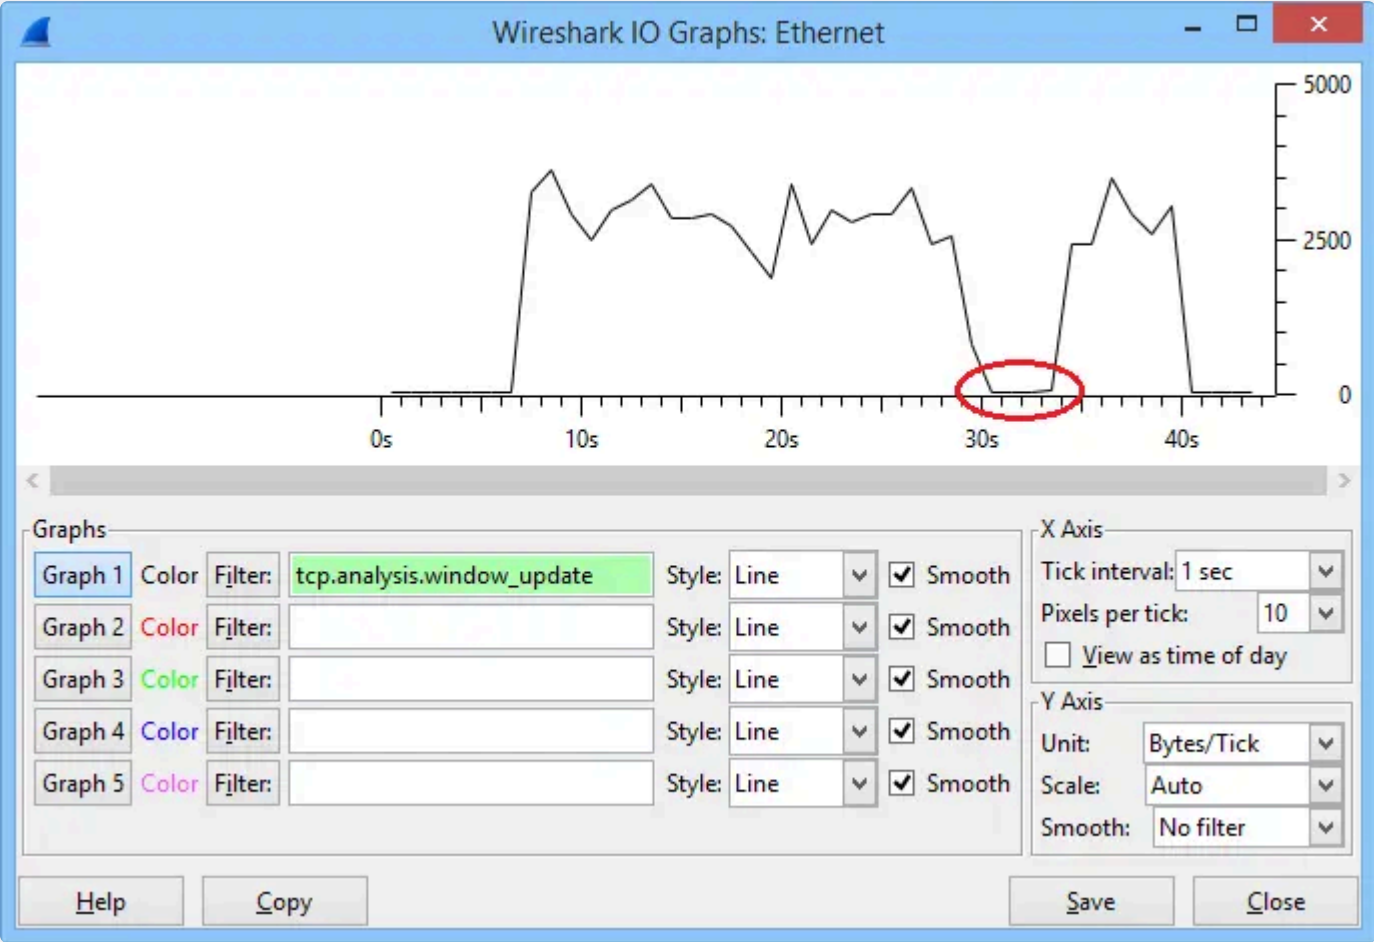 Wireshark IO Graphs: Ethernet
5000
2500
0
0s 10s 20s 30s 40s
Graphs
Graph 1 Color Filter: tcp.analysis.window_update Style: Line Smooth
Graph 2 Color Filter: Style: Line Smooth
Graph 3 Color Filter: Style: Line Smooth
Graph 4 Color Filter: Style: Line Smooth
Graph 5 Color Filter: Style: Line Smooth
X Axis
Tick interval: 1 sec
Pixels per tick: 10
View as time of day
Y Axis
Unit: Bytes/Tick
Scale: Auto
Smooth: No filter
Help Copy Save Close